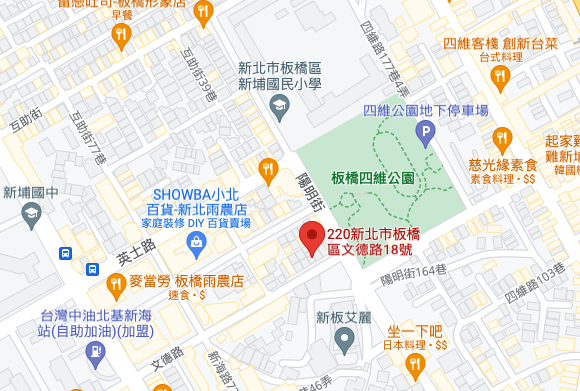 板橋形象店
早餐
四維路177巷4弄
四維客棧 創新台菜
台式料理
互助街39巷
新北市板橋區
新埔國民小學
互助街
四維公園地下停車場
互助街77巷
慈光緣素食
素食料理・$$
起家雞
雞新埔
韓國料
板橋四維公園
新埔國中
陽明街
SHOWBA小北
百貨-新北雨農店
家庭裝修 DIY 百貨賣場
220新北市板橋
區文德路18號
英士路
陽明街164巷
四維路103巷
麥當勞 板橋雨農店
速食・$
台灣中油北基新海
站(自助加油)(加盟)
新板艾麗
坐一下吧
日本料理・$$
文德路
新海路7
巷46弄